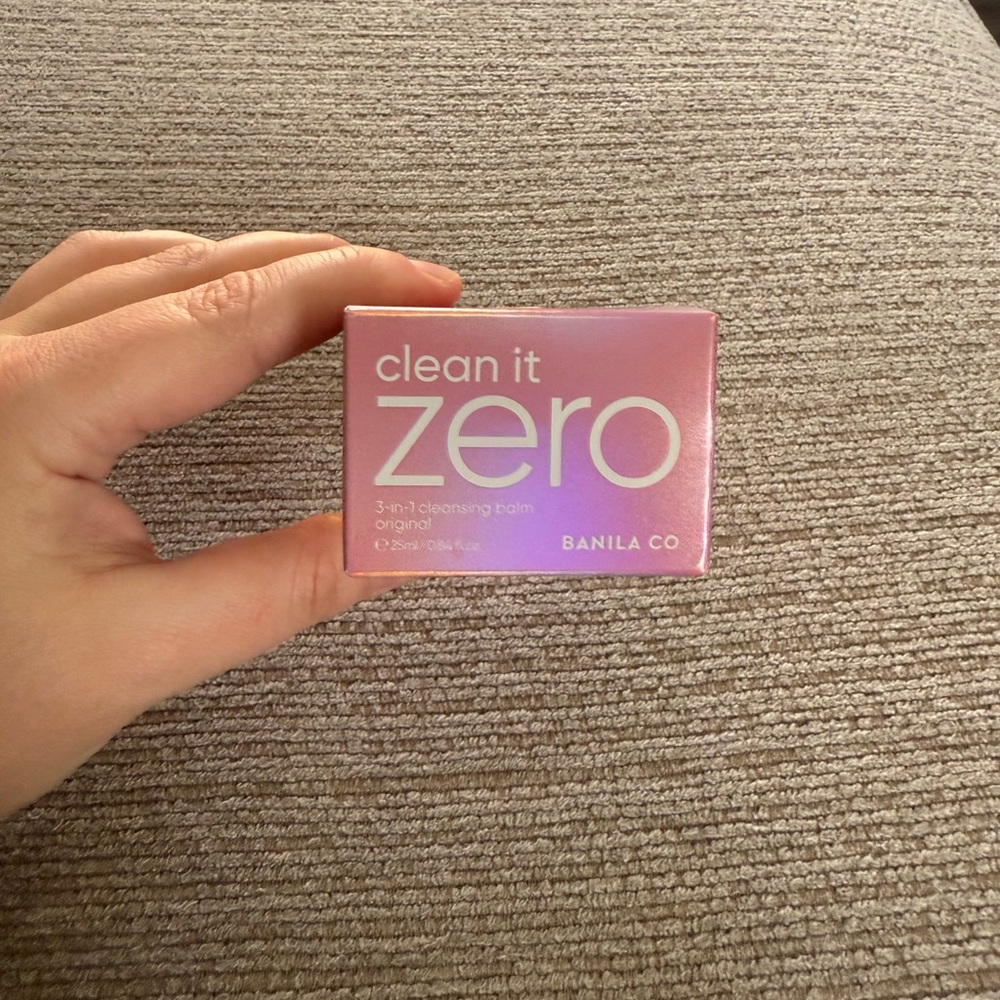 clean it
zero
3-in-1 cleansing balm
original
℮ 25ml / 0.84 fl.oz
BANILA CO